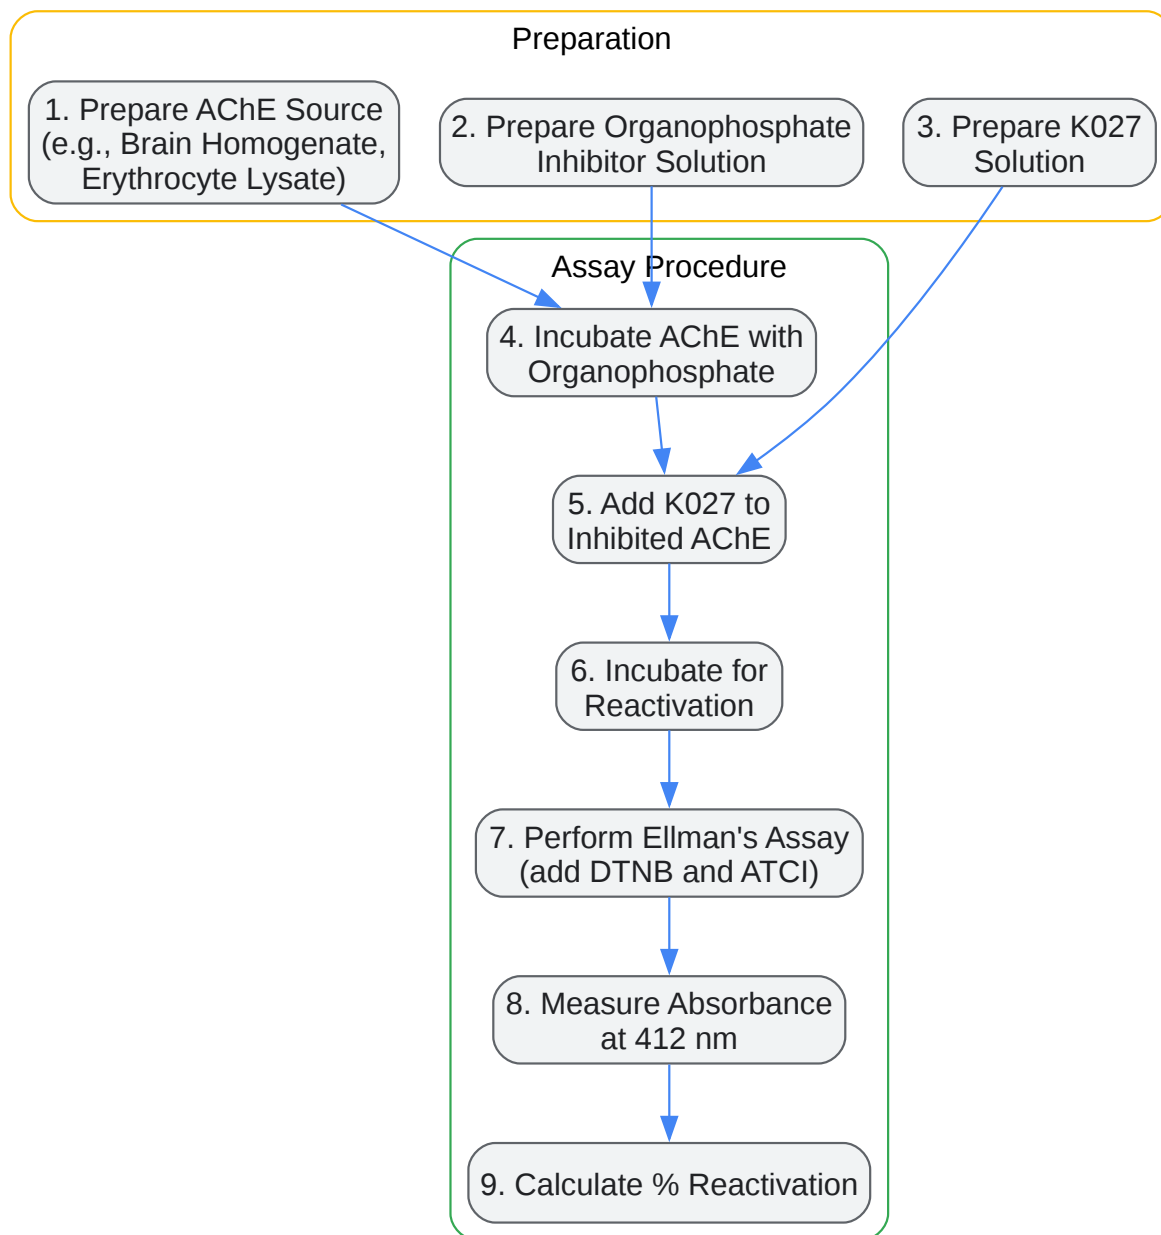 Preparation
1. Prepare AChE Source
(e.g., Brain Homogenate,
Erythrocyte Lysate)
2. Prepare Organophosphate
Inhibitor Solution
3. Prepare K027
Solution
Assay Procedure
4. Incubate AChE with
Organophosphate
5. Add K027 to
Inhibited AChE
6. Incubate for
Reactivation
7. Perform Ellman's Assay
(add DTNB and ATCI)
8. Measure Absorbance
at 412 nm
9. Calculate % Reactivation